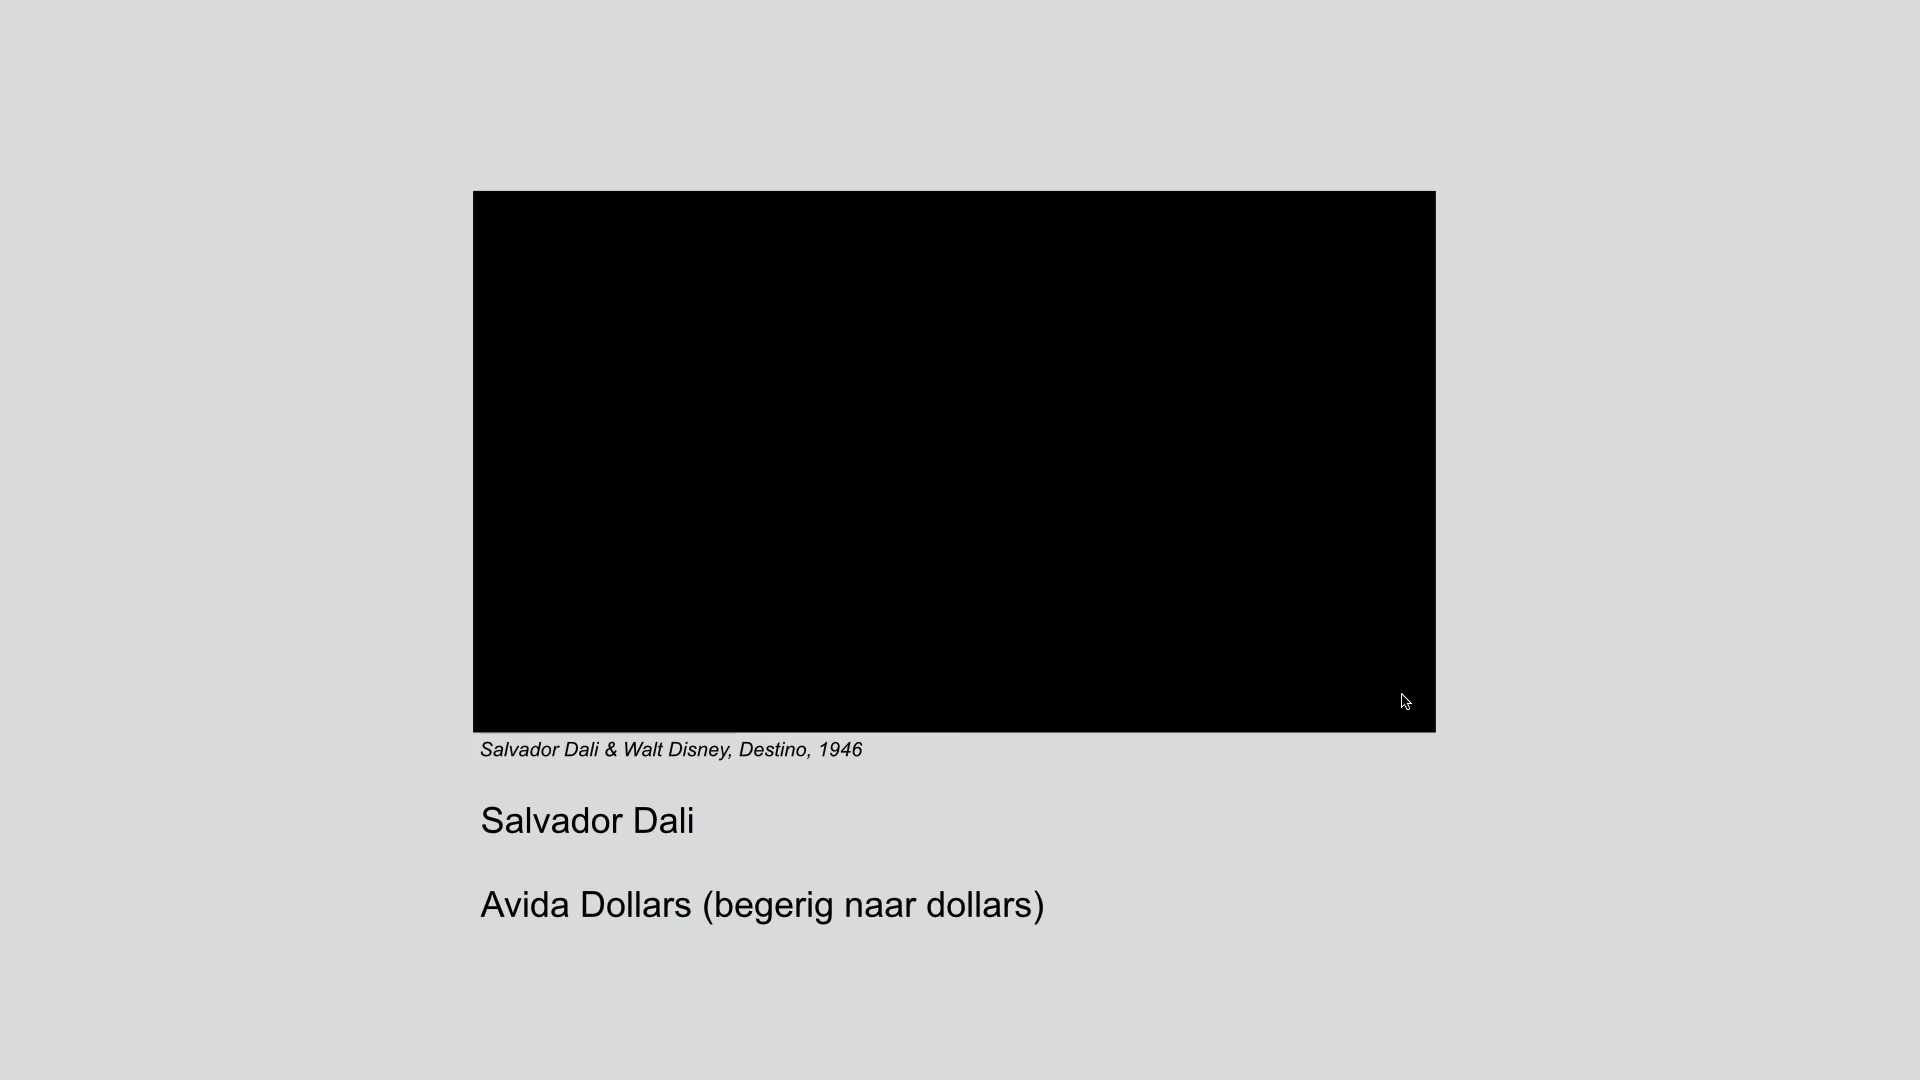 Salvador Dali & Walt Disney, Destino, 1946
Salvador Dali
Avida Dollars (begerig naar dollars)